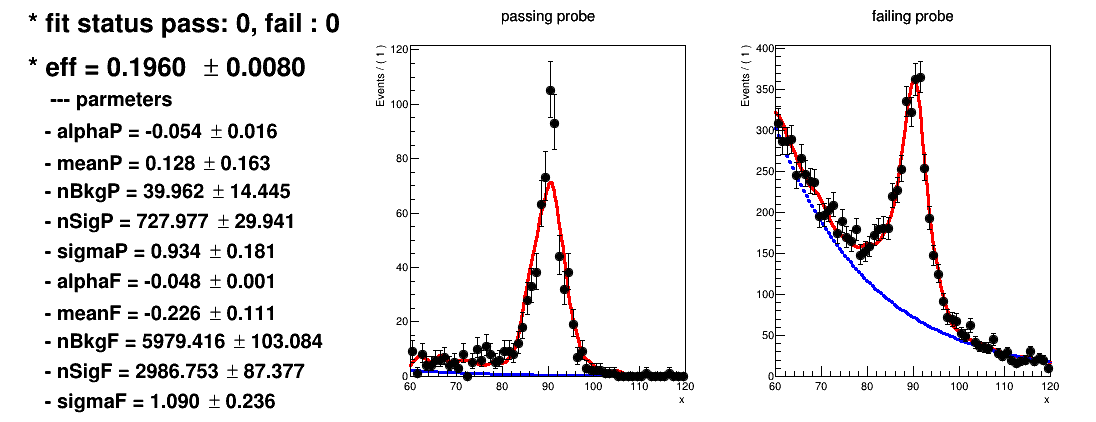 * fit status pass: 0, fail : 0
* eff = 0.1960 ± 0.0080
--- parmeters
- alphaP = -0.054 ± 0.016
- meanP = 0.128 ± 0.163
- nBkgP = 39.962 ± 14.445
- nSigP = 727.977 ± 29.941
- sigmaP = 0.934 ± 0.181
- alphaF = -0.048 ± 0.001
- meanF = -0.226 ± 0.111
- nBkgF = 5979.416 ± 103.084
- nSigF = 2986.753 ± 87.377
- sigmaF = 1.090 ± 0.236
passing probe
Events / ( 1 )
120
100
80
60
40
20
0
60 70 80 90 100 110 120
x
failing probe
Events / ( 1 )
400
350
300
250
200
150
100
50
0
60 70 80 90 100 110 120
x